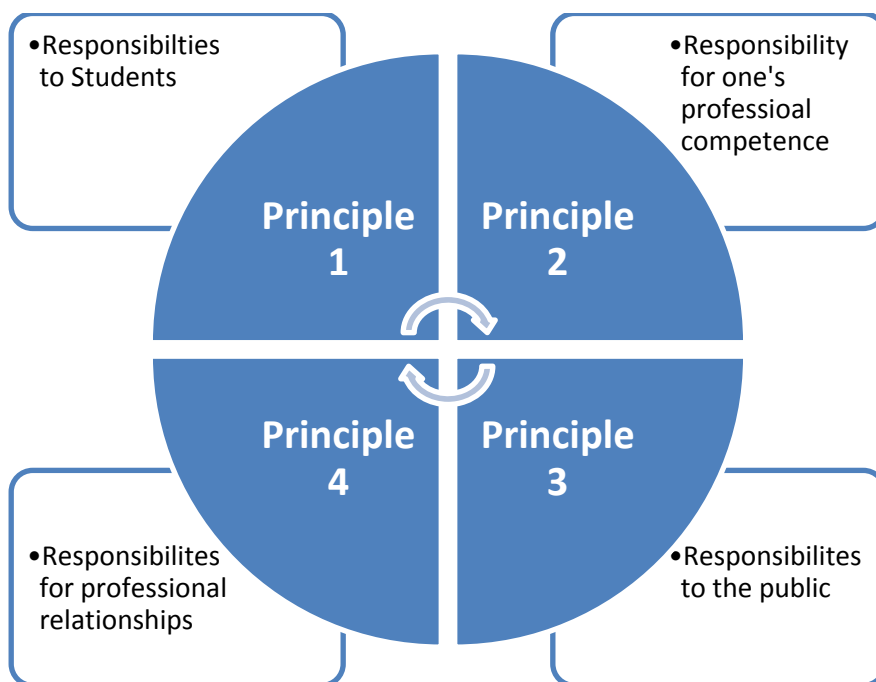 •Responsibilties
to Students
•Responsibility
for one's
professioal
competence
Principle
1
Principle
2
Principle
4
Principle
3
•Responsibilites
for professional
relationships
•Responsibilites
to the public